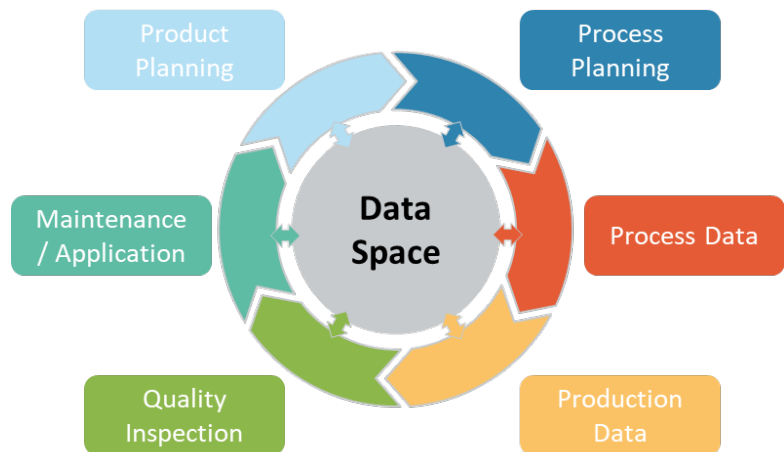 Product
Planning
Process
Planning
Maintenance
/ Application
Data
Space
Process Data
Quality
Inspection
Production
Data